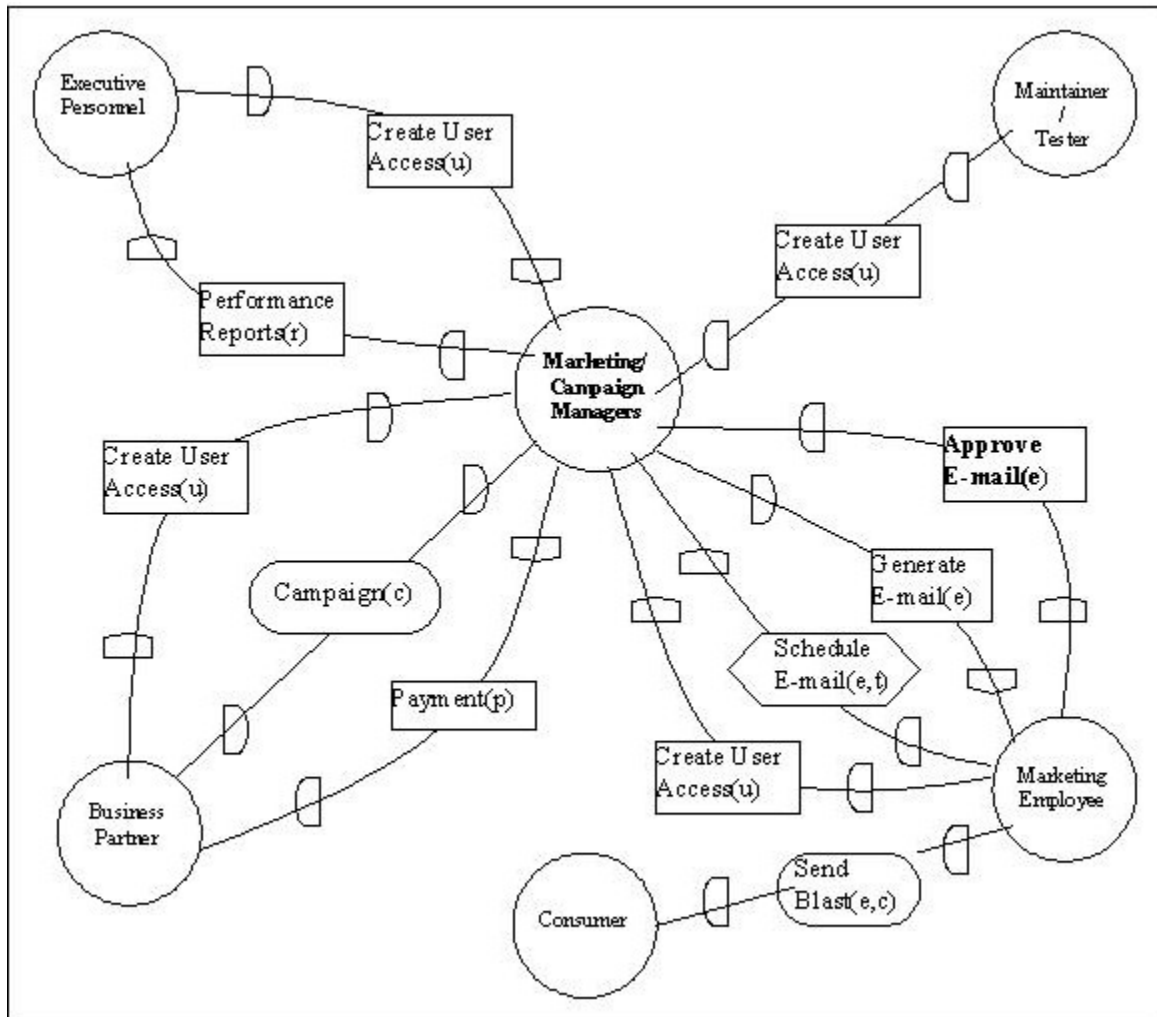 Executive
Personnel
Maintainer
/
Tester
Create User
Access(u)
Create User
Access(u)
Performance
Reports(r)
Marketing/
Campaign
Managers
Create User
Access(u)
Approve
E-mail(e)
Campaign(c)
Generate
E-mail(e)
Schedule
E-mail(e,t)
Payment(p)
Create User
Access(u)
Business
Partner
Marketing
Employee
Consumer
Send
Blast(e,c)